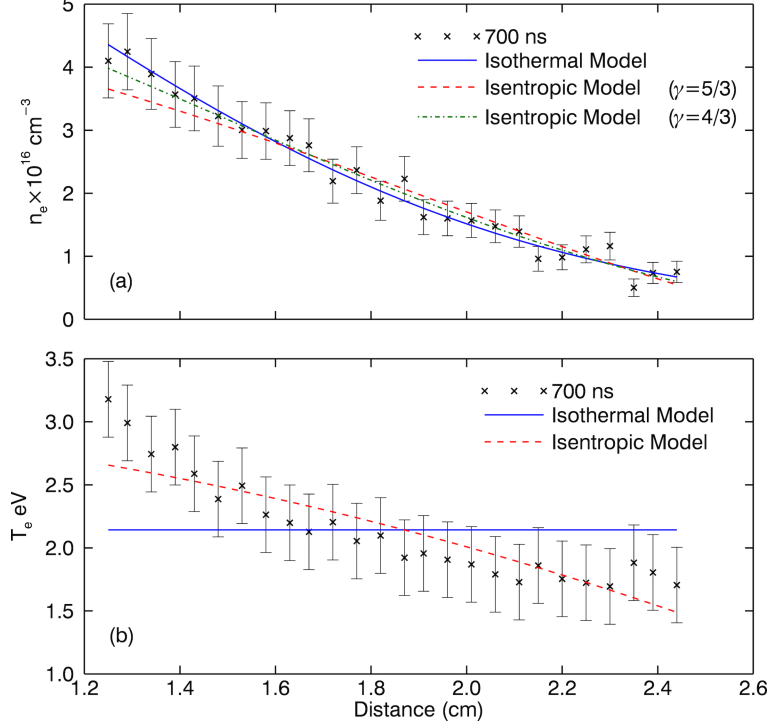 5
4
3
2
1
0
nₑ×10¹⁶ cm⁻³
× × × 700 ns
Isothermal Model
Isentropic Model (γ=5/3)
Isentropic Model (γ=4/3)
(a)
3.5
3.0
2.5
2.0
1.5
1.0
Tₑ eV
× × × 700 ns
Isothermal Model
Isentropic Model
(b)
1.2 1.4 1.6 1.8 2.0 2.2 2.4 2.6
Distance (cm)